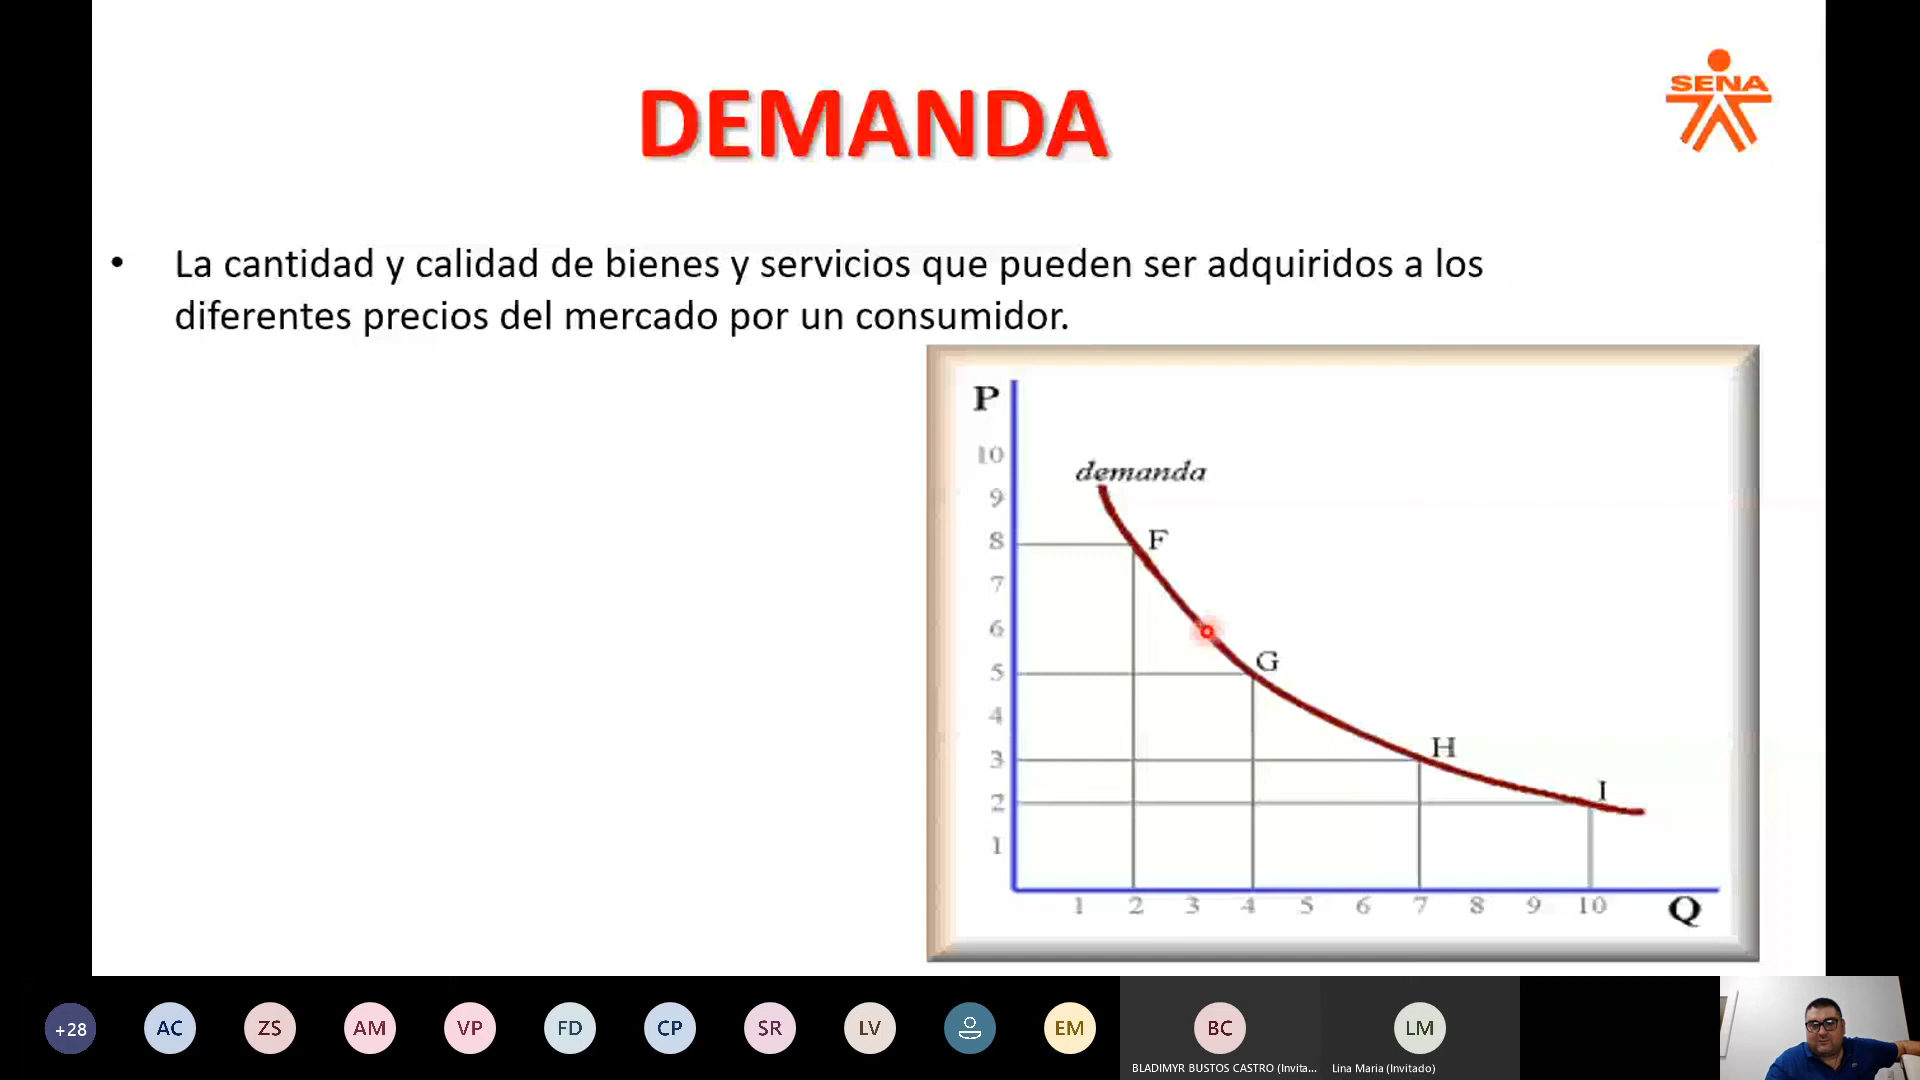 SENA
DEMANDA
• La cantidad y calidad de bienes y servicios que pueden ser adquiridos a los
diferentes precios del mercado por un consumidor.
P
10
demanda
9
8
F
7
6
G
5
4
H
3
I
2
1
1 2 3 4 5 6 7 8 9 10
Q
+28 AC ZS AM VP FD CP SR LV EM BC LM
BLADIMYR BUSTOS CASTRO (Invita... Lina Maria (Invitado)